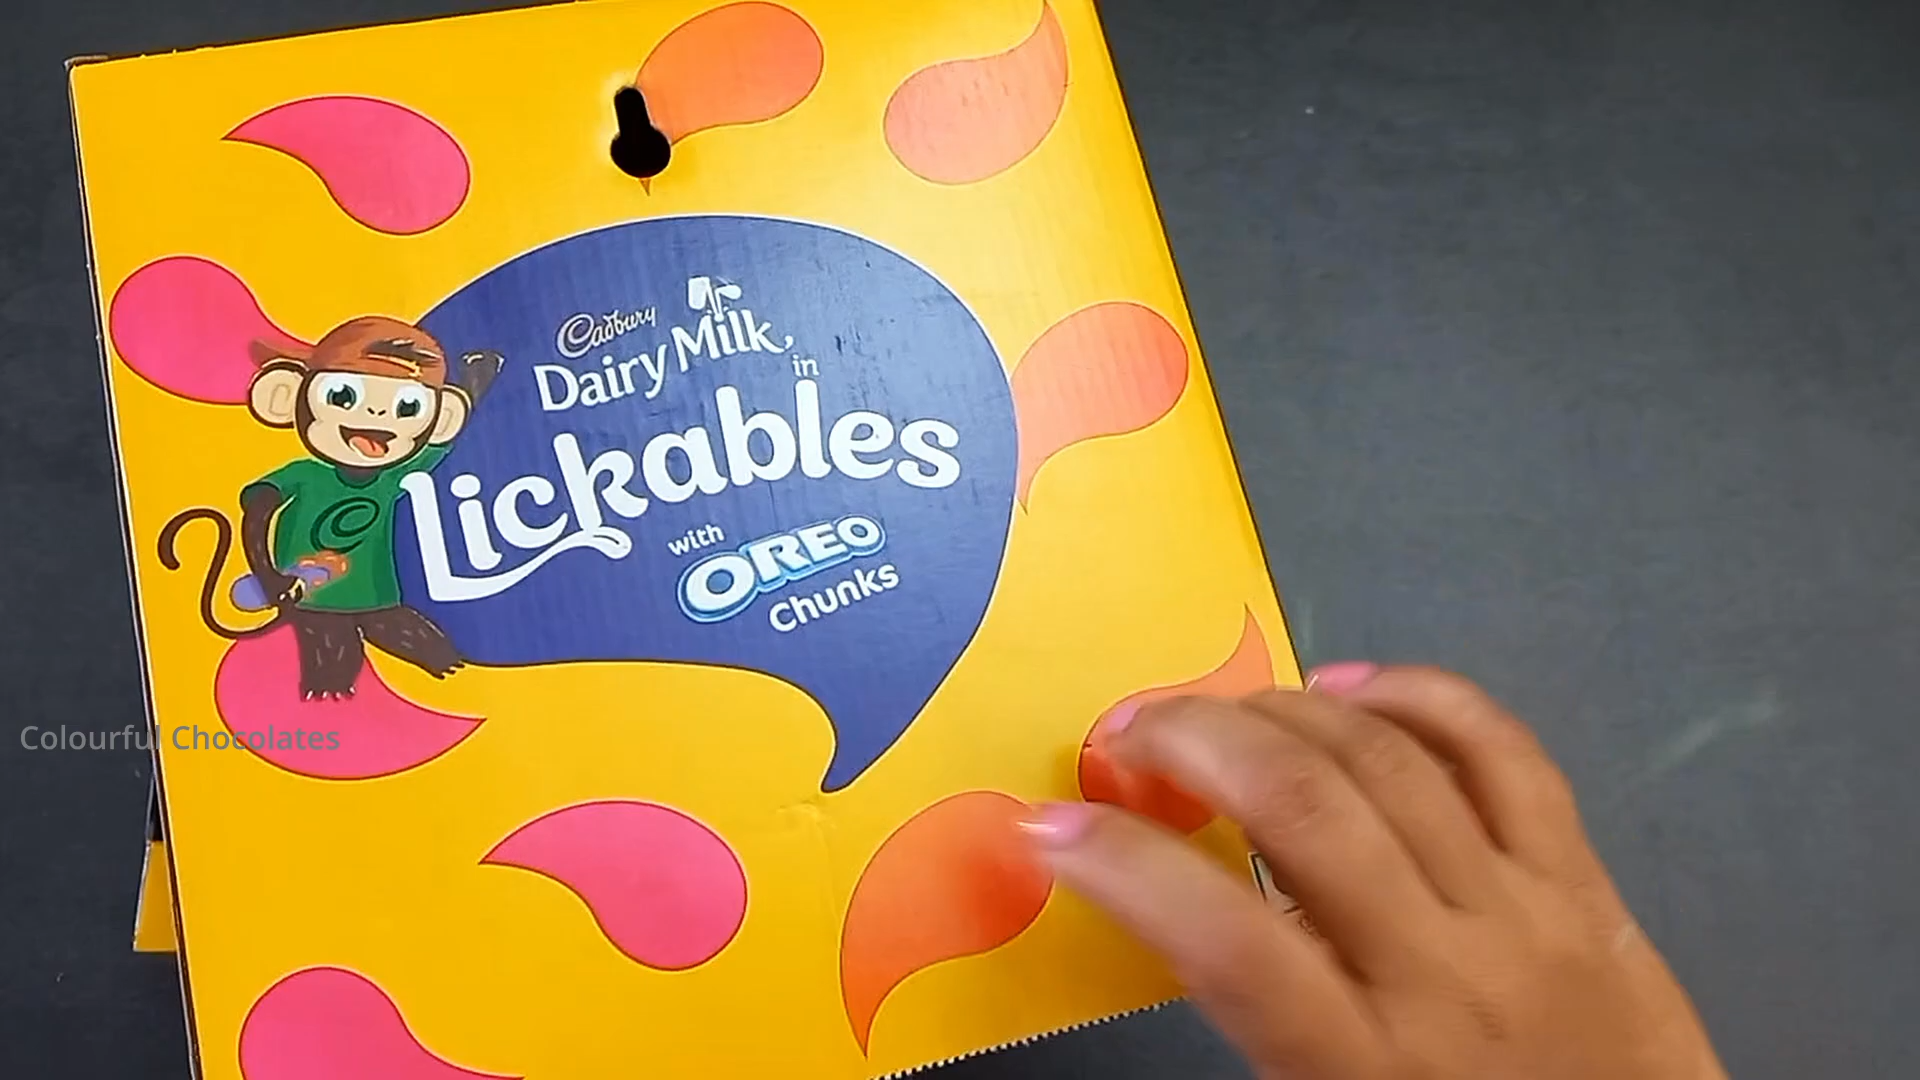 Cadbury
Dairy Milk
in
Lickables
with
OREO
Chunks
Colourful Chocolates